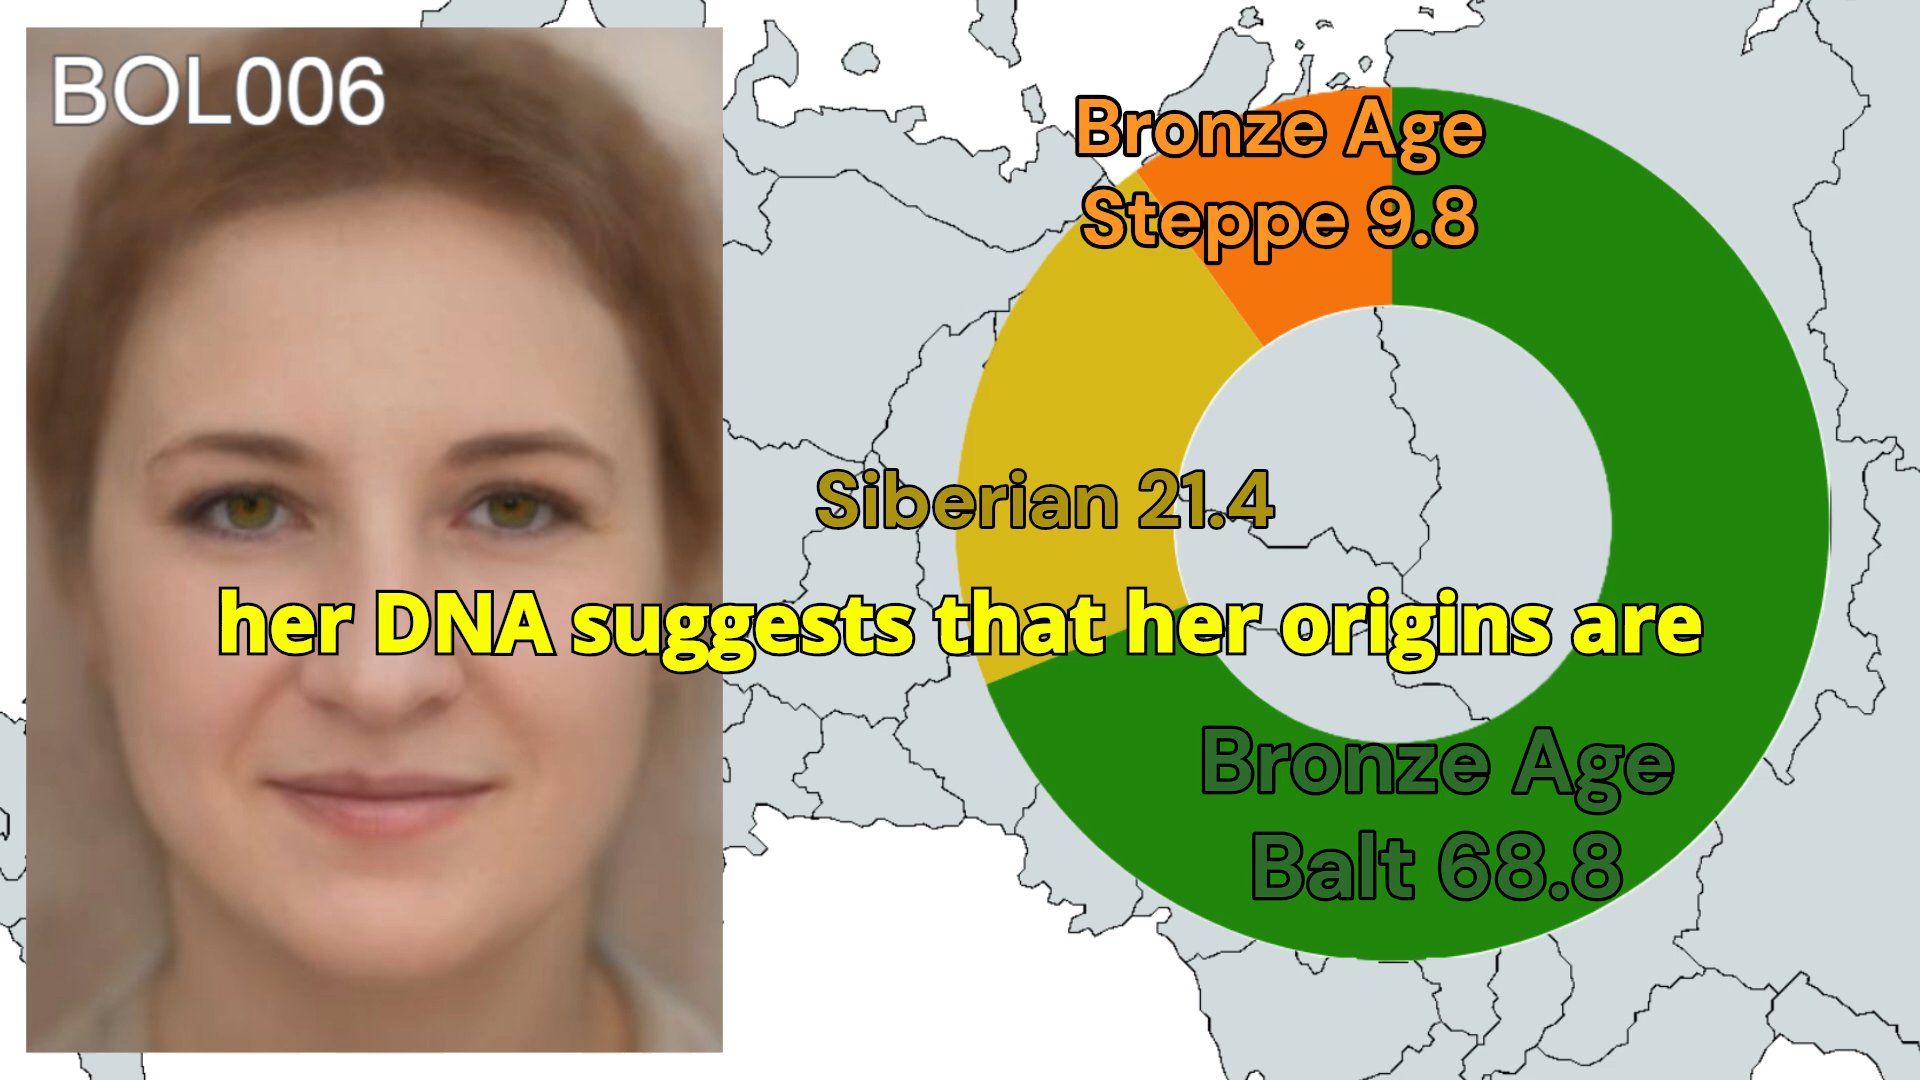 BOL006
Bronze Age
Steppe 9.8
Siberian 21.4
her DNA suggests that her origins are
Bronze Age
Balt 68.8